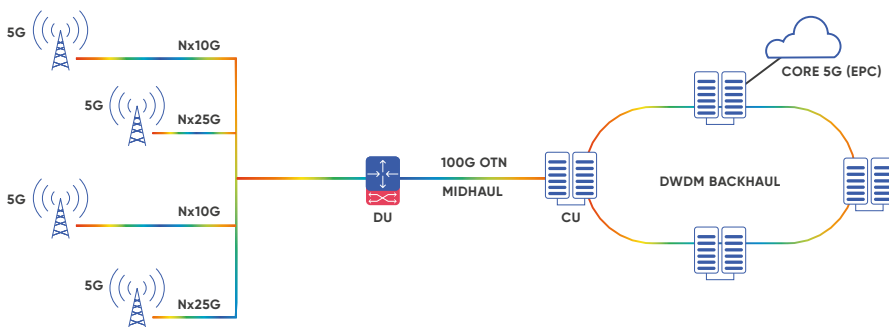 5G
Nx10G
5G
Nx25G
5G
Nx10G
5G
Nx25G
DU
100G OTN
MIDHAUL
CU
DWDM BACKHAUL
CORE 5G (EPC)